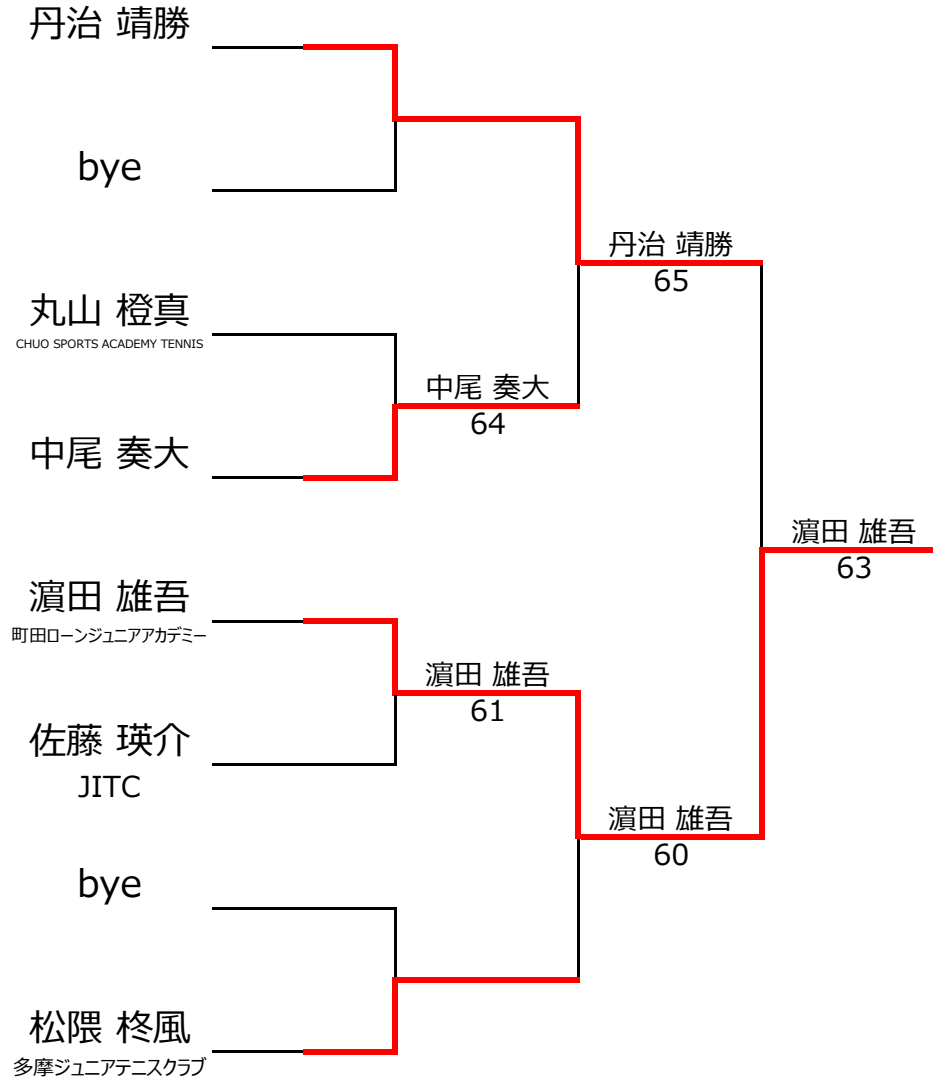 丹治 靖勝
bye
丹治 靖勝
65
丸山 橙真
CHUO SPORTS ACADEMY TENNIS
中尾 奏大
64
中尾 奏大
濵田 雄吾
63
濵田 雄吾
町田ローンジュニアアカデミー
濵田 雄吾
61
佐藤 瑛介
JITC
濵田 雄吾
60
bye
松隈 柊風
多摩ジュニアテニスクラブ